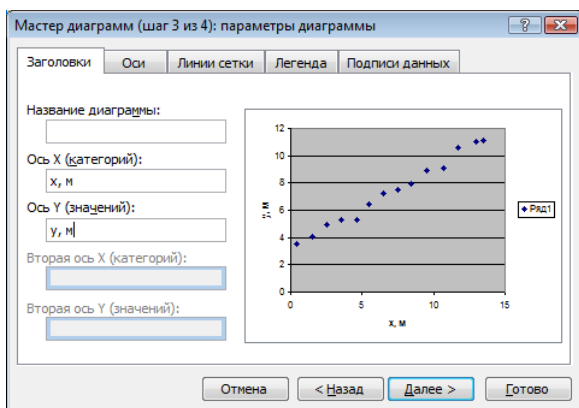 Мастер диаграмм (шаг 3 из 4): параметры диаграммы
Заголовки Оси Линии сетки Легенда Подписи данных
Название диаграммы:
Ось X (категорий):
x, м
Ось Y (значений):
y, м
Вторая ось X (категорий):
Вторая ось Y (значений):
12
10
8
6
4
2
0
y, м
0 5 10 15
x, м
Ряд1
Отмена < Назад Далее > Готово